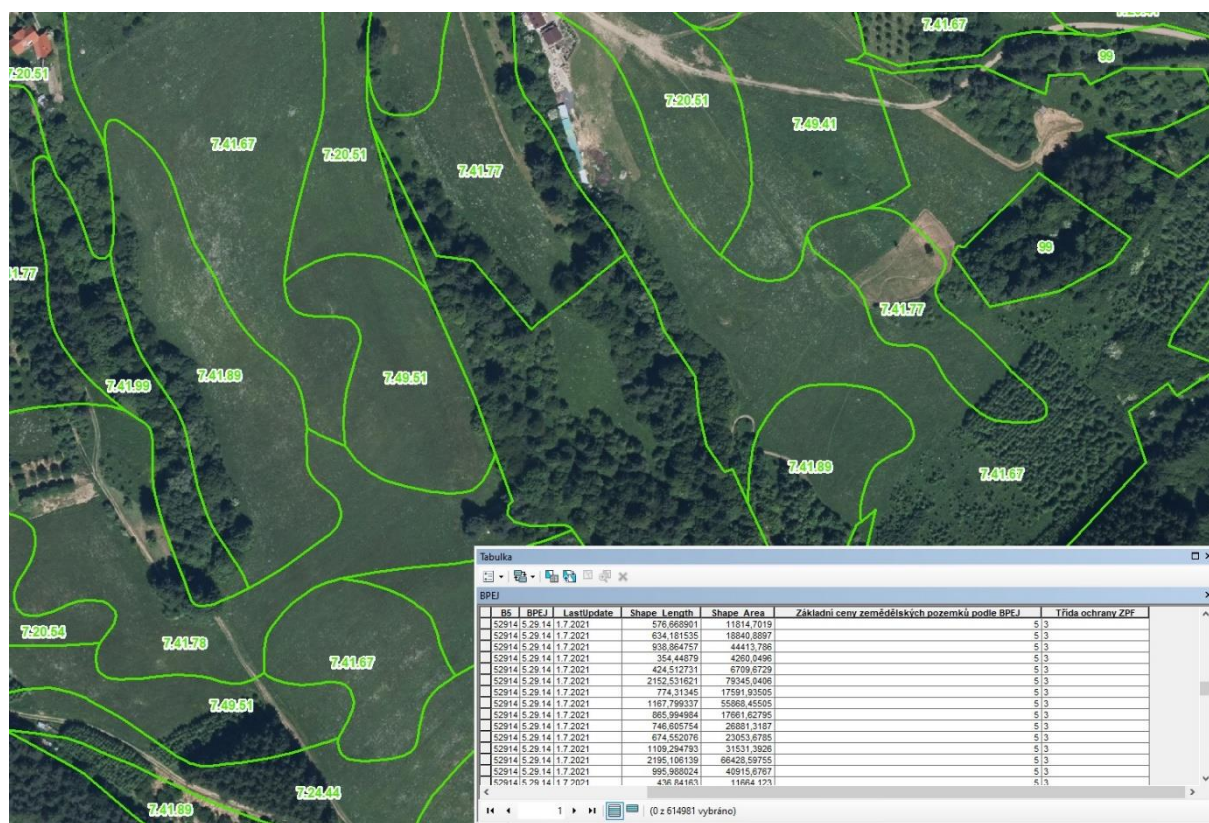 7.41.67
99
7.20.51
7.20.51
7.49.41
7.41.67
7.20.51
7.41.77
99
41.77
7.41.77
7.41.89
7.49.51
7.41.99
7.41.89
7.41.67
7.20.54
7.41.78
7.41.67
7.49.51
7.24.44
7.41.89
Tabulka
BPEJ
B5 BPEJ LastUpdate Shape_Length Shape_Area Základní ceny zemědělských pozemků podle BPEJ Třída ochrany ZPF
52914 5.29.14 1.7.2021 576,668901 11814,7019 5 3
52914 5.29.14 1.7.2021 634,181535 18840,8897 5 3
52914 5.29.14 1.7.2021 938,864757 44413,786 5 3
52914 5.29.14 1.7.2021 354,44879 4260,0496 5 3
52914 5.29.14 1.7.2021 424,512731 6709,6729 5 3
52914 5.29.14 1.7.2021 2152,531621 79345,0406 5 3
52914 5.29.14 1.7.2021 774,31345 17591,93505 5 3
52914 5.29.14 1.7.2021 1167,799337 55868,45505 5 3
52914 5.29.14 1.7.2021 865,994984 17661,62795 5 3
52914 5.29.14 1.7.2021 746,605754 26881,3187 5 3
52914 5.29.14 1.7.2021 674,552076 23053,6785 5 3
52914 5.29.14 1.7.2021 1109,294793 31531,3926 5 3
52914 5.29.14 1.7.2021 2195,106139 66428,59755 5 3
52914 5.29.14 1.7.2021 995,988024 40915,6767 5 3
52914 5.29.14 1.7.2021 436,84163 11664,123 5 3
1 (0 z 614981 vybráno)